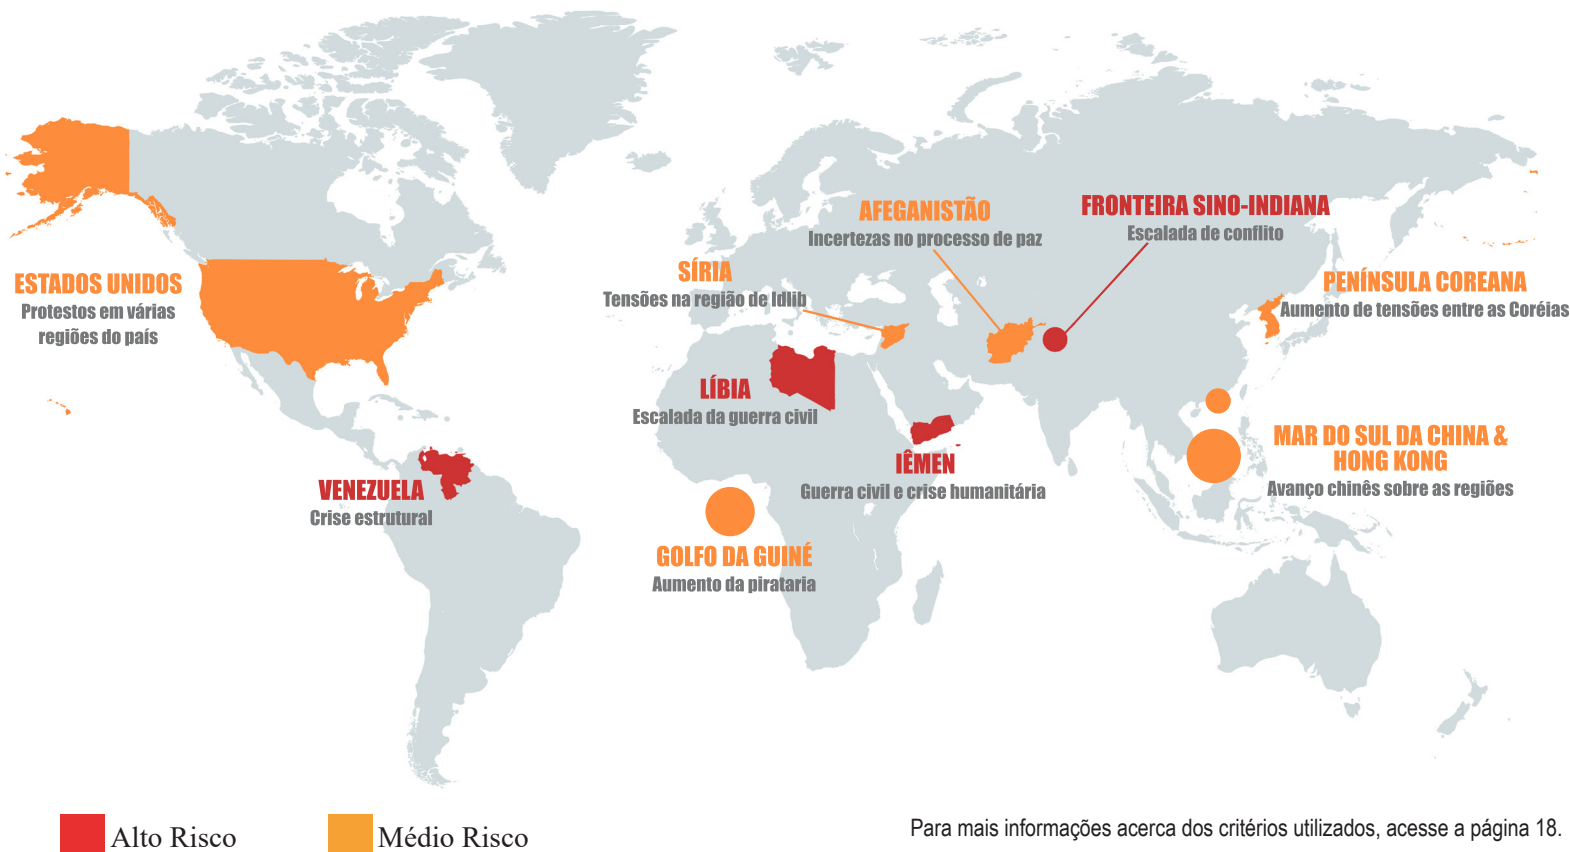 AFEGANISTÃO
Incertezas no processo de paz
FRONTEIRA SINO-INDIANA
Escalada de conflito
ESTADOS UNIDOS
Protestos em várias
regiões do país
SÍRIA
Tensões na região de Idlib
PENÍNSULA COREANA
Aumento de tensões entre as Coréias
LÍBIA
Escalada da guerra civil
MAR DO SUL DA CHINA &
HONG KONG
Avanço chinês sobre as regiões
IÊMEN
Guerra civil e crise humanitária
VENEZUELA
Crise estrutural
GOLFO DA GUINÉ
Aumento da pirataria
Alto Risco
Médio Risco
Para mais informações acerca dos critérios utilizados, acesse a página 18.